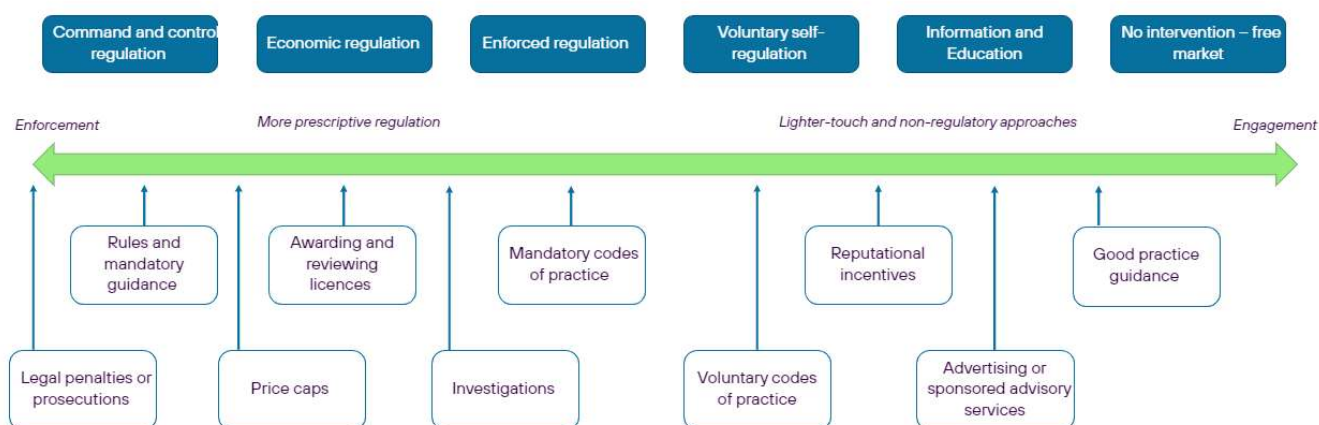 Command and control
regulation
Economic regulation
Enforced regulation
Voluntary self-
regulation
Information and
Education
No intervention – free
market
Enforcement
More prescriptive regulation
Lighter-touch and non-regulatory approaches
Engagement
Rules and
mandatory
guidance
Awarding and
reviewing
licences
Mandatory codes
of practice
Reputational
incentives
Good practice
guidance
Legal penalties or
prosecutions
Price caps
Investigations
Voluntary codes
of practice
Advertising or
sponsored advisory
services